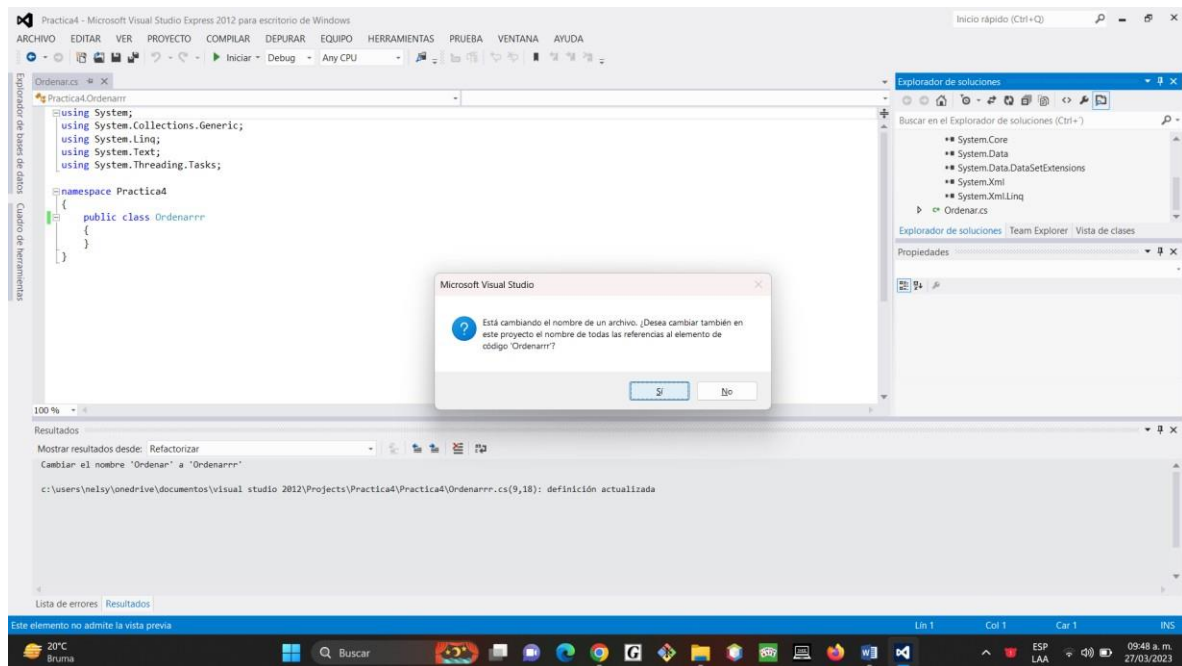 Practica4 - Microsoft Visual Studio Express 2012 para escritorio de Windows
Inicio rápido (Ctrl+Q)
ARCHIVO EDITAR VER PROYECTO COMPILAR DEPURAR EQUIPO HERRAMIENTAS PRUEBA VENTANA AYUDA
Iniciar Debug Any CPU
Explorador de bases de datos
Cuadro de herramientas
Ordenar.cs
Practica4.Ordenarrr
using System;
using System.Collections.Generic;
using System.Linq;
using System.Text;
using System.Threading.Tasks;
namespace Practica4
{
public class Ordenarrr
{
}
}
100 %
Explorador de soluciones
Buscar en el Explorador de soluciones (Ctrl+¨)
System.Core
System.Data
System.Data.DataSetExtensions
System.Xml
System.Xml.Linq
Ordenar.cs
Explorador de soluciones Team Explorer Vista de clases
Propiedades
Microsoft Visual Studio
Está cambiando el nombre de un archivo. ¿Desea cambiar también en
este proyecto el nombre de todas las referencias al elemento de
código 'Ordenarrr'?
Sí No
Resultados
Mostrar resultados desde: Refactorizar
Cambiar el nombre 'Ordenar' a 'Ordenarrr'
c:\users\nelsy\onedrive\documentos\visual studio 2012\Projects\Practica4\Practica4\Ordenarrr.cs(9,18): definición actualizada
Lista de errores Resultados
Este elemento no admite la vista previa
Lín 1 Col 1 Car 1 INS
20°C
Bruma
Buscar
ESP
LAA
09:48 a. m.
27/03/2023